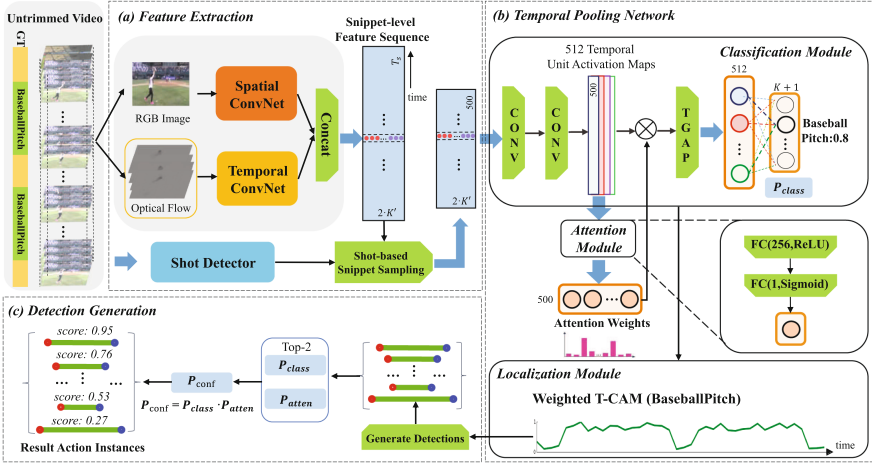 Untrimmed Video
GT
BaseballPitch
BaseballPitch
(a) Feature Extraction
RGB Image
Optical Flow
Spatial
ConvNet
Temporal
ConvNet
Concat
Snippet-level
Feature Sequence
T_s
time
2·K′
500
2·K′
Shot Detector
Shot-based
Snippet Sampling
(b) Temporal Pooling Network
CONV
CONV
512 Temporal
Unit Activation Maps
500
TGAP
Classification Module
512
K + 1
Baseball
Pitch:0.8
P_class
Attention
Module
500
Attention Weights
FC(256,ReLU)
FC(1,Sigmoid)
Localization Module
Weighted T-CAM (BaseballPitch)
1
0
time
(c) Detection Generation
score: 0.95
score: 0.76
score: 0.53
score: 0.27
Result Action Instances
P_conf
P_conf = P_class · P_atten
Top-2
P_class
P_atten
Generate Detections